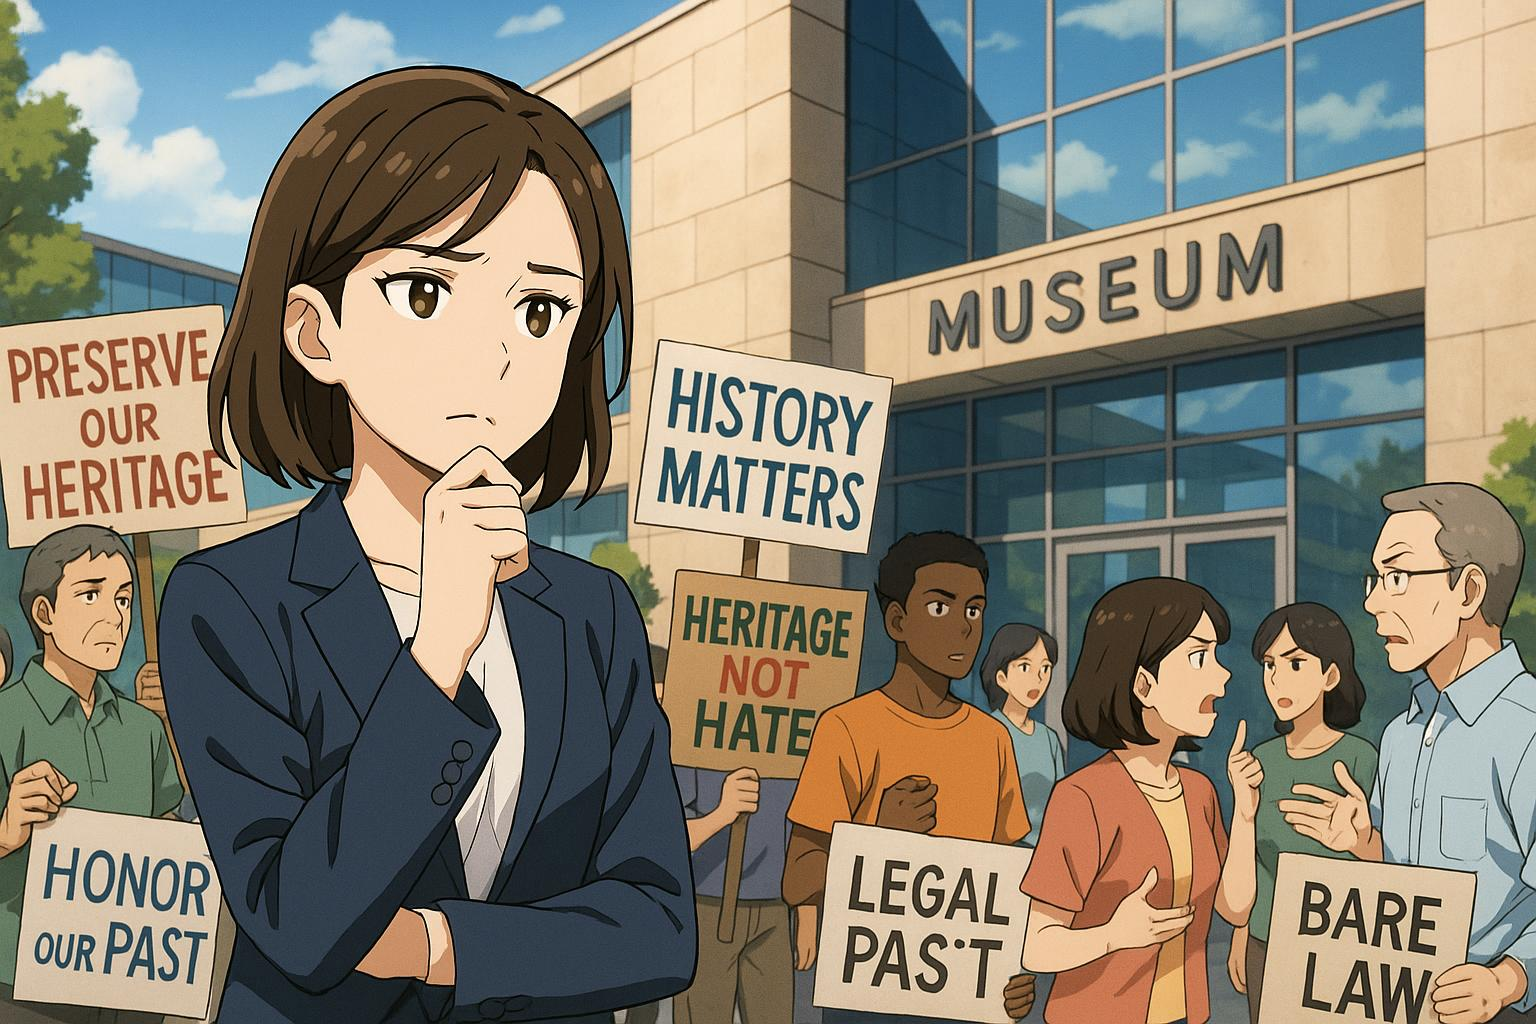 MUSEUM
PRESERVE
OUR
HERITAGE
HISTORY
MATTERS
HERITAGE
NOT
HATE
HONOR
OUR PAST
LEGAL
PAS'T
BARE
LAW